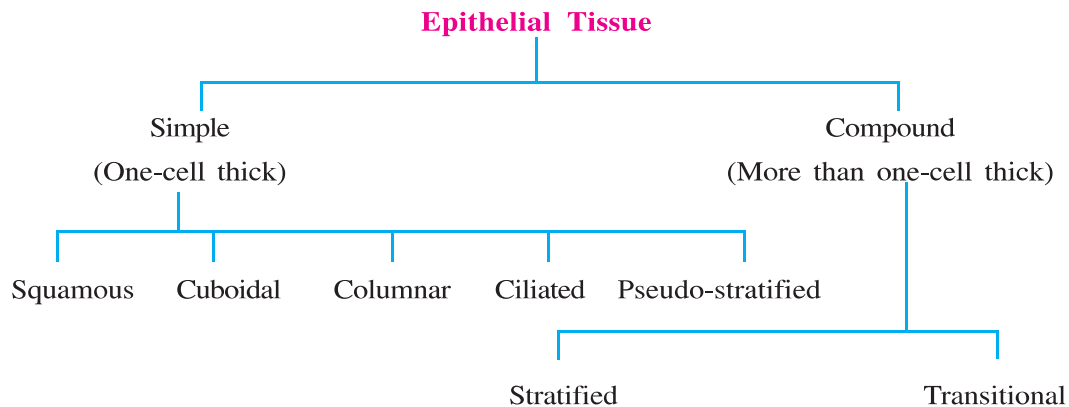 Epithelial Tissue
Simple
Compound
(One-cell thick)
(More than one-cell thick)
Squamous
Cuboidal
Columnar
Ciliated
Pseudo-stratified
Stratified
Transitional